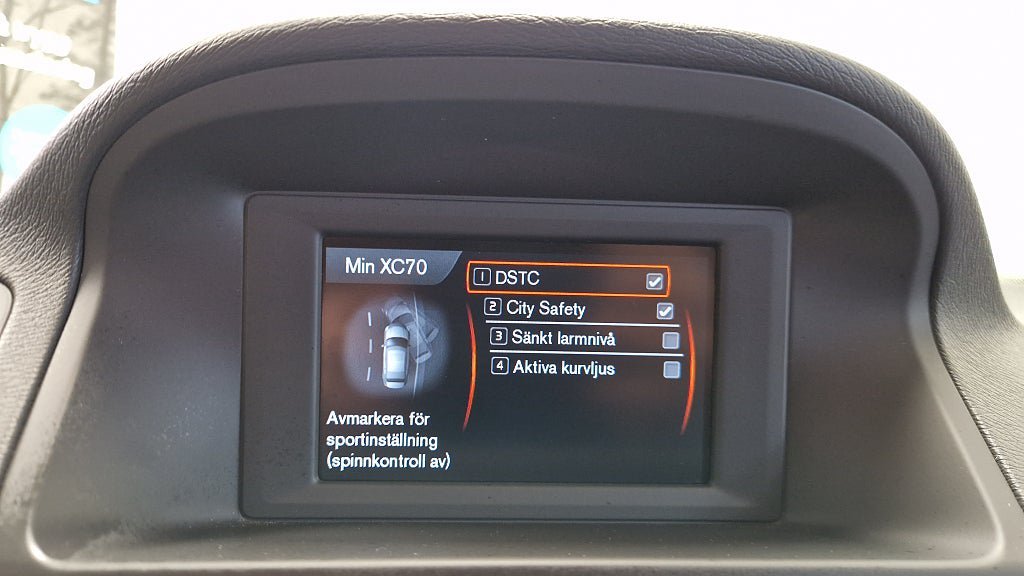 Min XC70
1 DSTC
2 City Safety
3 Sänkt larmnivå
4 Aktiva kurvljus
Avmarkera för
sportinställning
(spinnkontroll av)